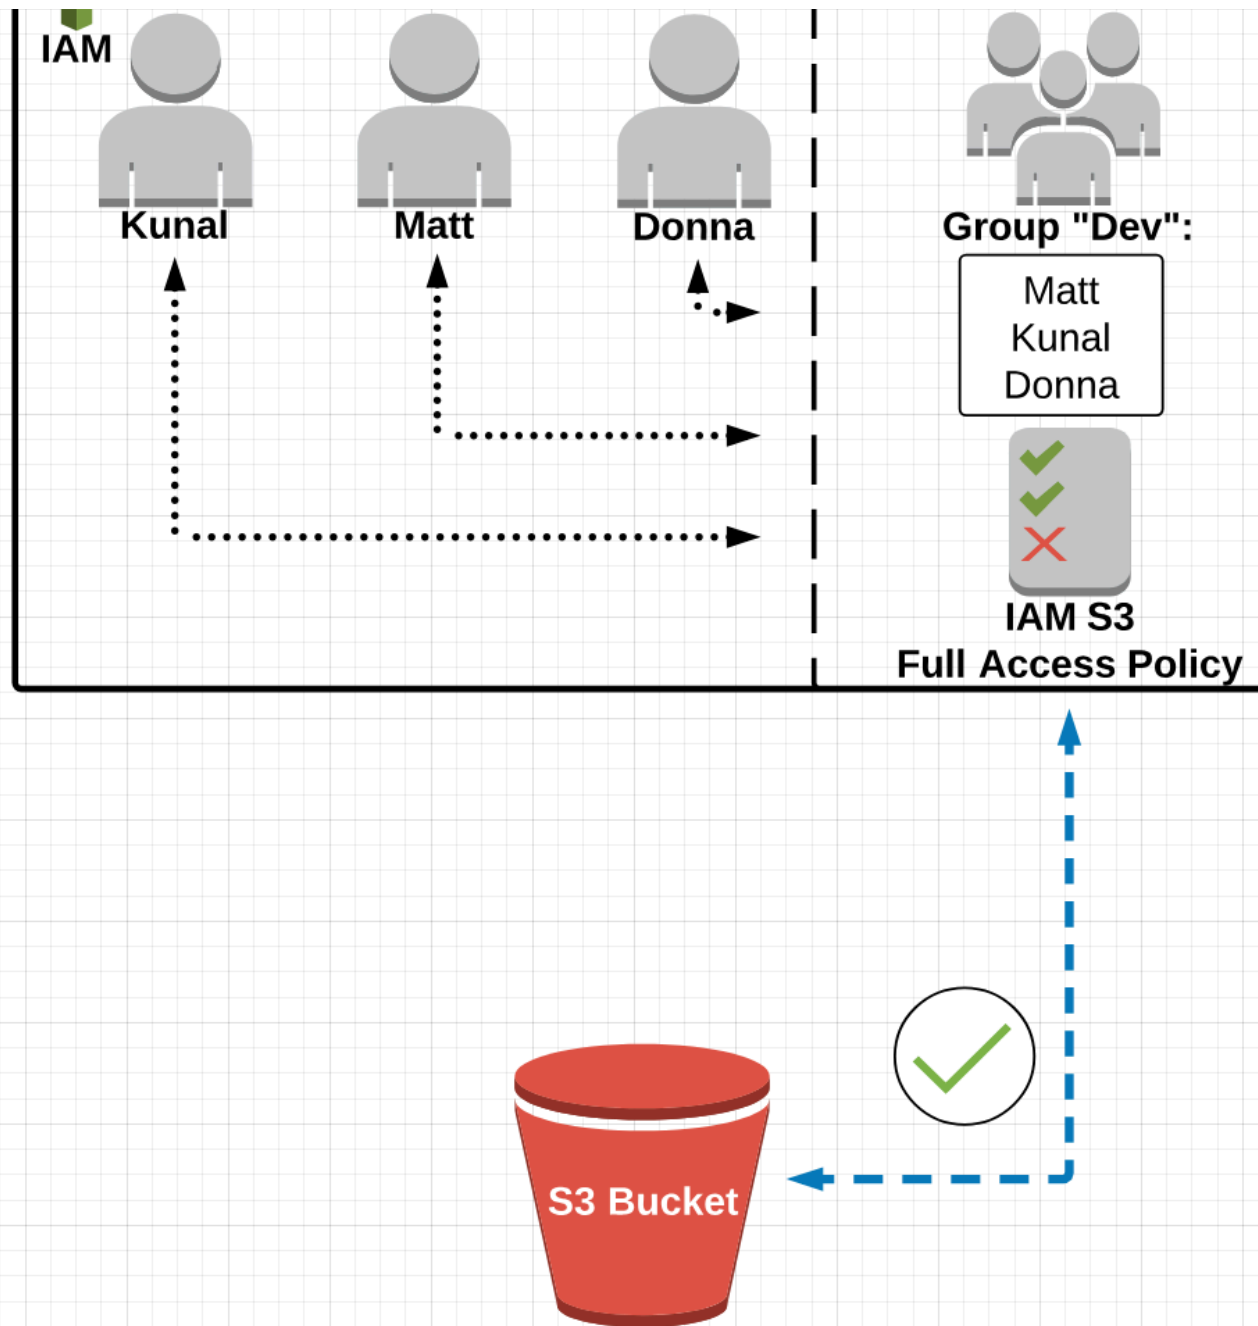 IAM
Kunal
Matt
Donna
Group "Dev":
Matt
Kunal
Donna
IAM S3
Full Access Policy
S3 Bucket